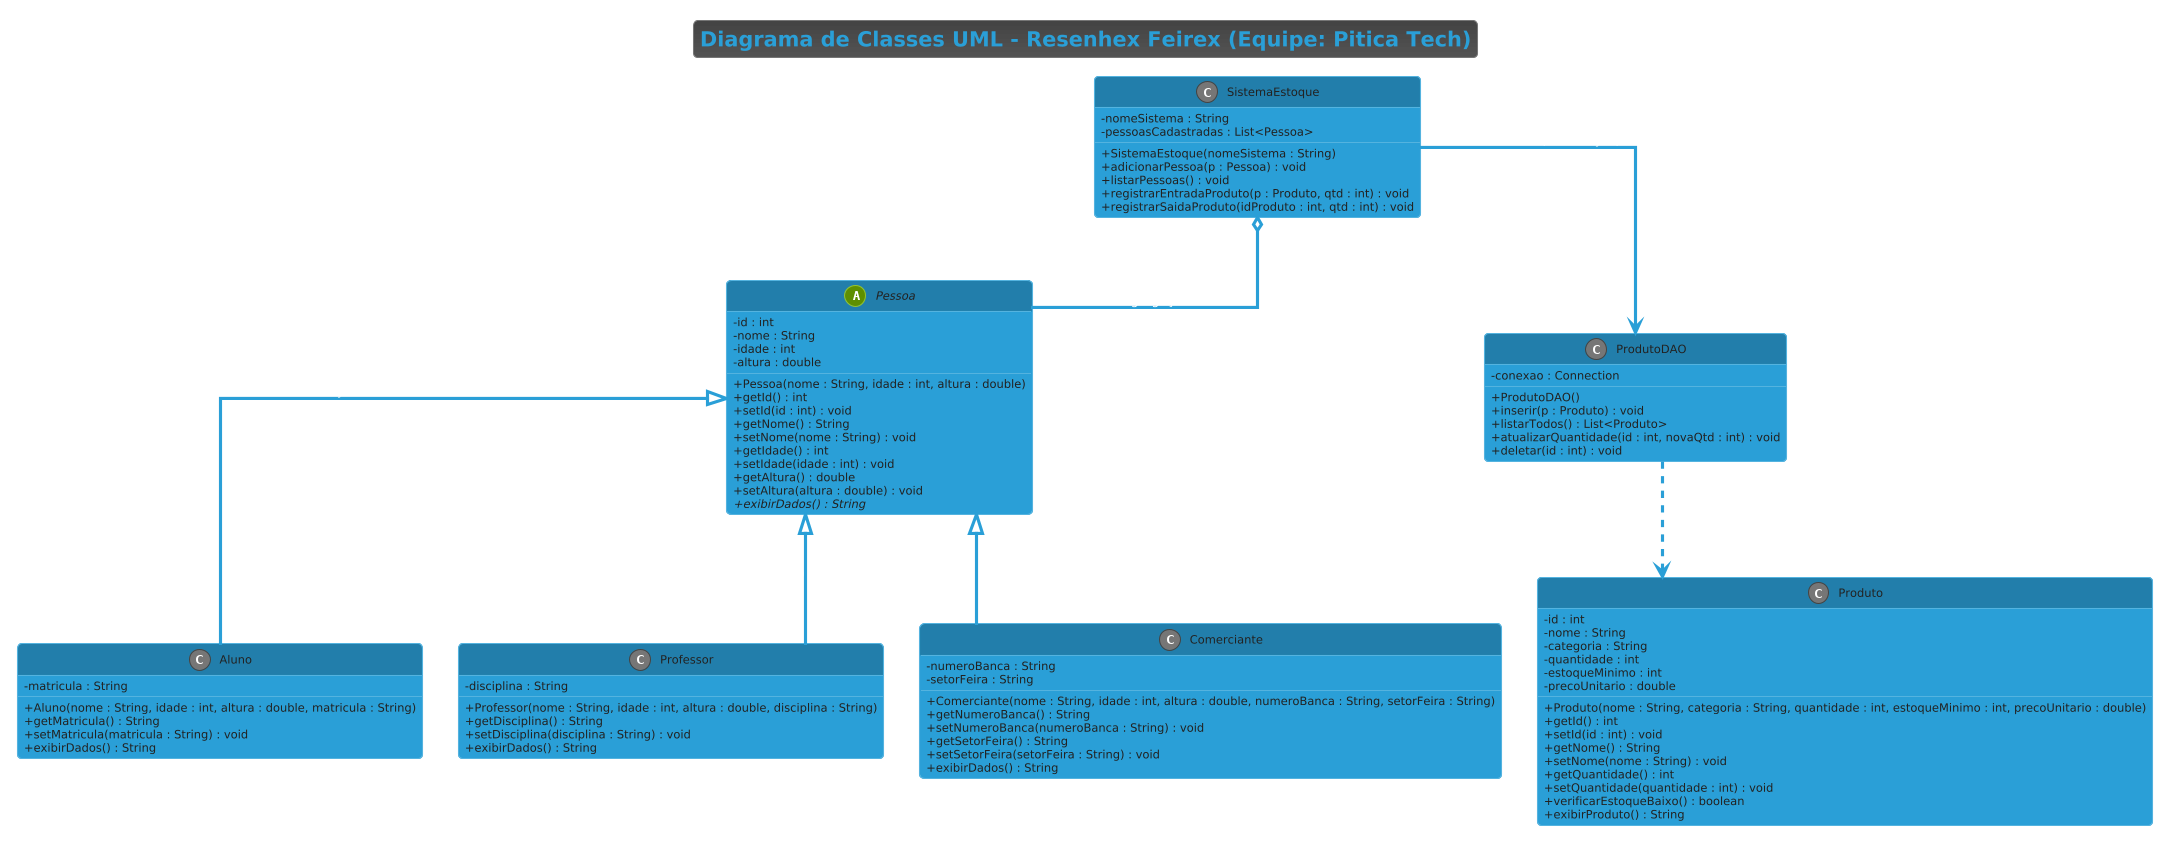 Diagrama de Classes UML - Resenhex Feirex (Equipe: Pitica Tech)
C SistemaEstoque
-nomeSistema : String
-pessoasCadastradas : List<Pessoa>
+SistemaEstoque(nomeSistema : String)
+adicionarPessoa(p : Pessoa) : void
+listarPessoas() : void
+registrarEntradaProduto(p : Produto, qtd : int) : void
+registrarSaidaProduto(idProduto : int, qtd : int) : void
A Pessoa
-id : int
-nome : String
-idade : int
-altura : double
+Pessoa(nome : String, idade : int, altura : double)
+getId() : int
+setId(id : int) : void
+getNome() : String
+setNome(nome : String) : void
+getIdade() : int
+setIdade(idade : int) : void
+getAltura() : double
+setAltura(altura : double) : void
+exibirDados() : String
C ProdutoDAO
-conexao : Connection
+ProdutoDAO()
+inserir(p : Produto) : void
+listarTodos() : List<Produto>
+atualizarQuantidade(id : int, novaQtd : int) : void
+deletar(id : int) : void
C Aluno
-matricula : String
+Aluno(nome : String, idade : int, altura : double, matricula : String)
+getMatricula() : String
+setMatricula(matricula : String) : void
+exibirDados() : String
C Professor
-disciplina : String
+Professor(nome : String, idade : int, altura : double, disciplina : String)
+getDisciplina() : String
+setDisciplina(disciplina : String) : void
+exibirDados() : String
C Comerciante
-numeroBanca : String
-setorFeira : String
+Comerciante(nome : String, idade : int, altura : double, numeroBanca : String, setorFeira : String)
+getNumeroBanca() : String
+setNumeroBanca(numeroBanca : String) : void
+getSetorFeira() : String
+setSetorFeira(setorFeira : String) : void
+exibirDados() : String
C Produto
-id : int
-nome : String
-categoria : String
-quantidade : int
-estoqueMinimo : int
-precoUnitario : double
+Produto(nome : String, categoria : String, quantidade : int, estoqueMinimo : int, precoUnitario : double)
+getId() : int
+setId(id : int) : void
+getNome() : String
+setNome(nome : String) : void
+getQuantidade() : int
+setQuantidade(quantidade : int) : void
+verificarEstoqueBaixo() : boolean
+exibirProduto() : String